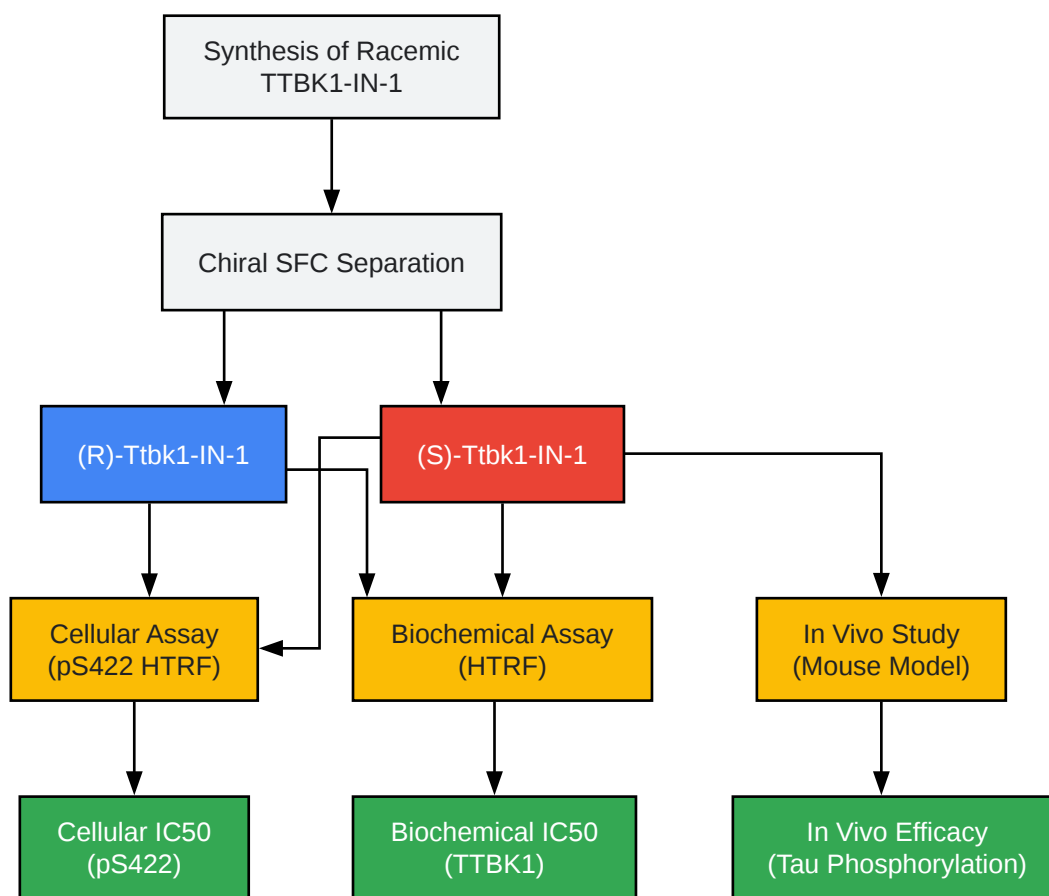 Synthesis of Racemic
TTBK1-IN-1
Chiral SFC Separation
(R)-Ttbk1-IN-1
(S)-Ttbk1-IN-1
Cellular Assay
(pS422 HTRF)
Biochemical Assay
(HTRF)
In Vivo Study
(Mouse Model)
Cellular IC50
(pS422)
Biochemical IC50
(TTBK1)
In Vivo Efficacy
(Tau Phosphorylation)